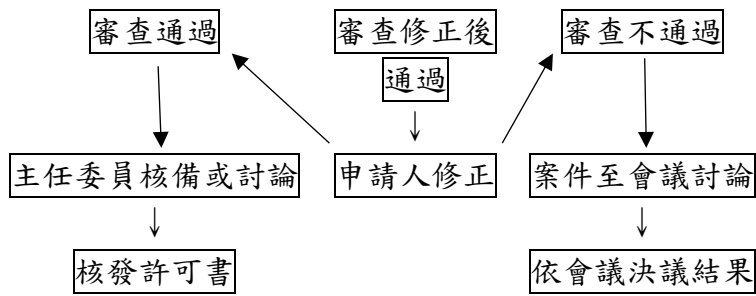 審查通過
審查修正後
通過
審查不通過
主任委員核備或討論
申請人修正
案件至會議討論
核發許可書
依會議決議結果